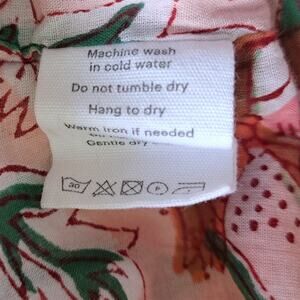 Machine wash
in cold water
Do not tumble dry
Hang to dry
Warm iron if needed
Gentle dry
30
P